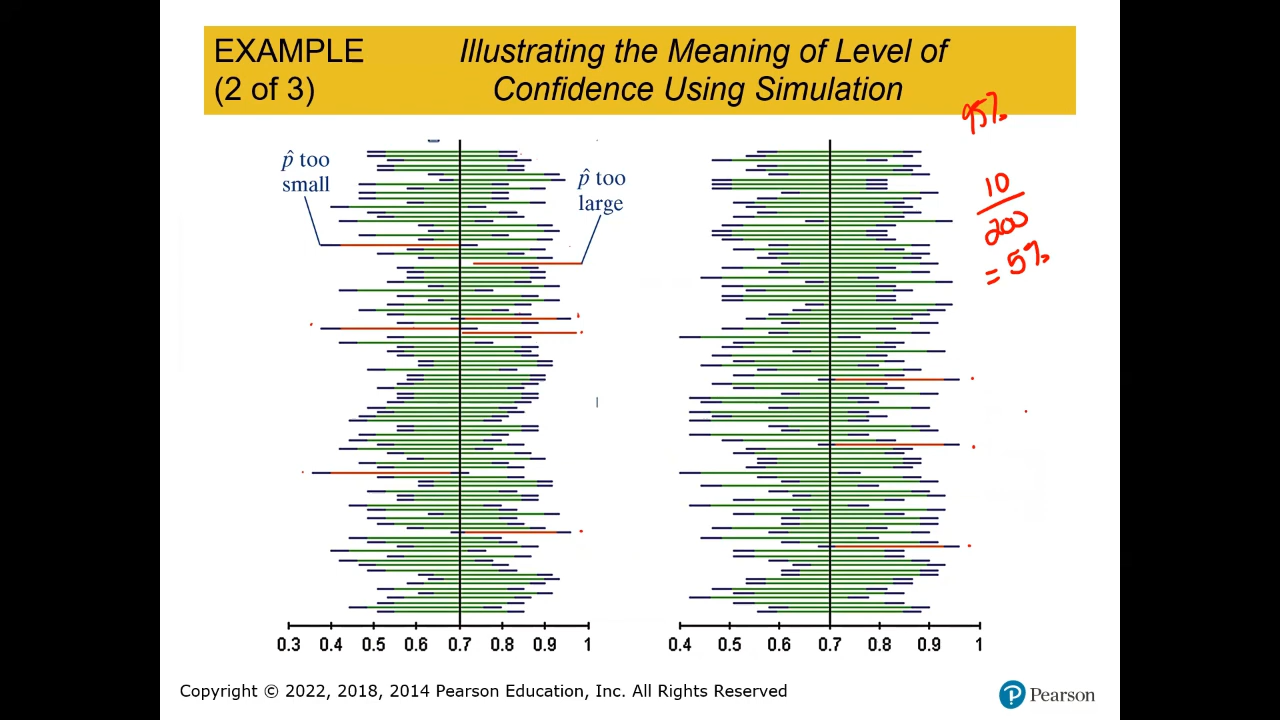 EXAMPLE
(2 of 3)
Illustrating the Meaning of Level of
Confidence Using Simulation
95%
p̂ too
small
p̂ too
large
10
200
= 5%
0.3 0.4 0.5 0.6 0.7 0.8 0.9 1
0.4 0.5 0.6 0.7 0.8 0.9 1
Copyright © 2022, 2018, 2014 Pearson Education, Inc. All Rights Reserved
P Pearson